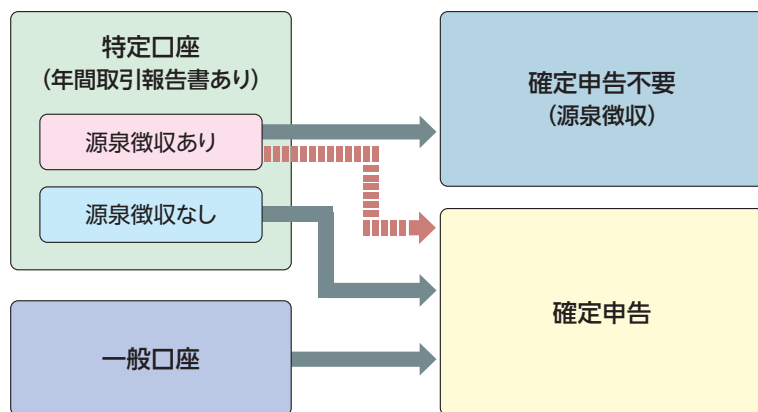 特定口座
(年間取引報告書あり)
源泉徴収あり
源泉徴収なし
一般口座
確定申告不要
(源泉徴収)
確定申告